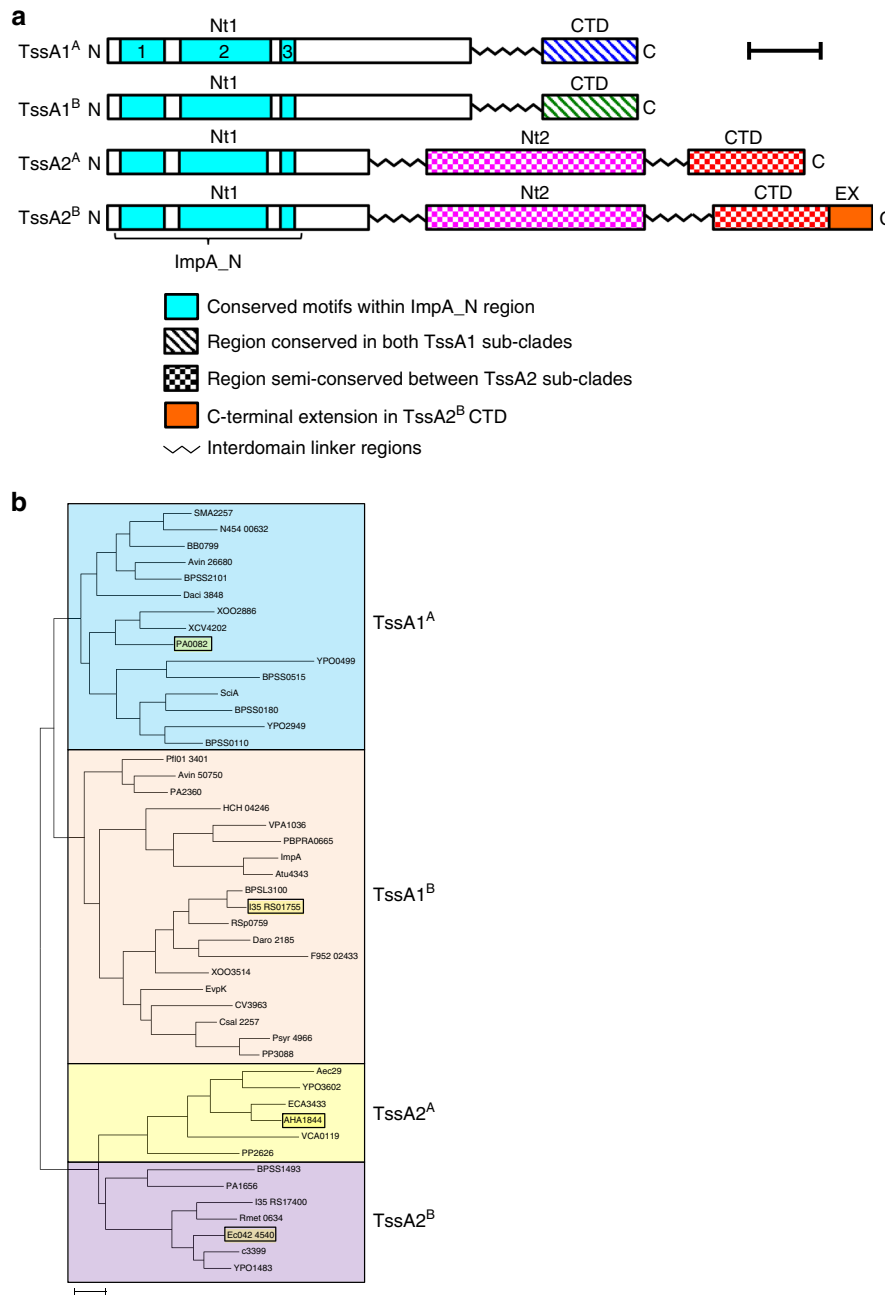 a
Nt1 CTD
TssA1A N 1 2 3 C
Nt1 CTD
TssA1B N C
Nt1 Nt2 CTD
TssA2A N C
Nt1 Nt2 CTD EX
TssA2B N C
ImpA_N
Conserved motifs within ImpA_N region
Region conserved in both TssA1 sub-clades
Region semi-conserved between TssA2 sub-clades
C-terminal extension in TssA2B CTD
Interdomain linker regions
b
SMA2257
N454 00632
BB0799
Avin 26680
BPSS2101
Daci 3848
XOO2886
TssA1A
XCV4202
PA0082
YPO0499
BPSS0515
SciA
BPSS0180
YPO2949
BPSS0110
Pfl01 3401
Avin 50750
PA2360
HCH 04246
VPA1036
PBPRA0665
ImpA
Atu4343
TssA1B
BPSL3100
I35 RS01755
RSp0759
Daro 2185
F952 02433
XOO3514
EvpK
CV3963
Csal 2257
Psyr 4966
PP3088
Aec29
YPO3602
ECA3433
TssA2A
AHA1844
VCA0119
PP2626
BPSS1493
PA1656
I35 RS17400
Rmet 0634
TssA2B
Ec042 4540
c3399
YPO1483